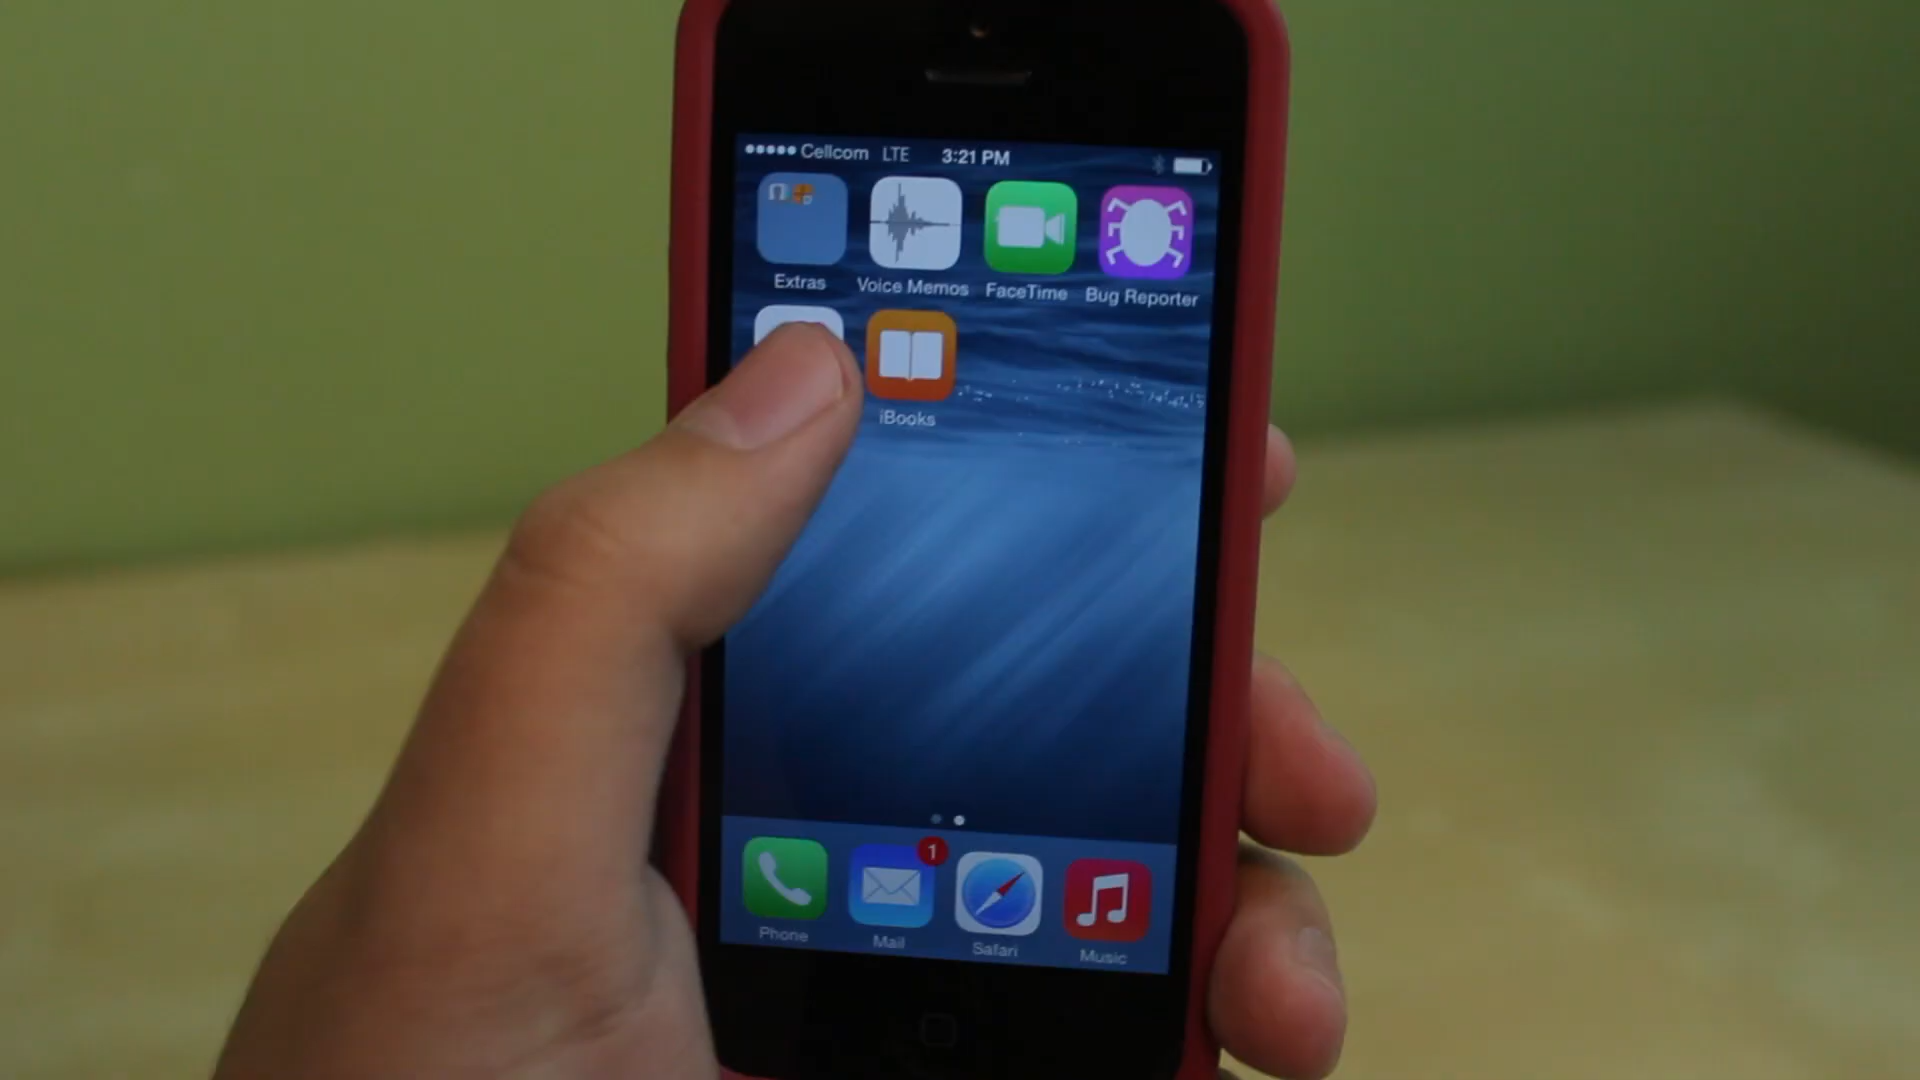 Cellcom LTE 3:21 PM
Extras Voice Memos FaceTime Bug Reporter
iBooks
1
Phone Mail Safari Music